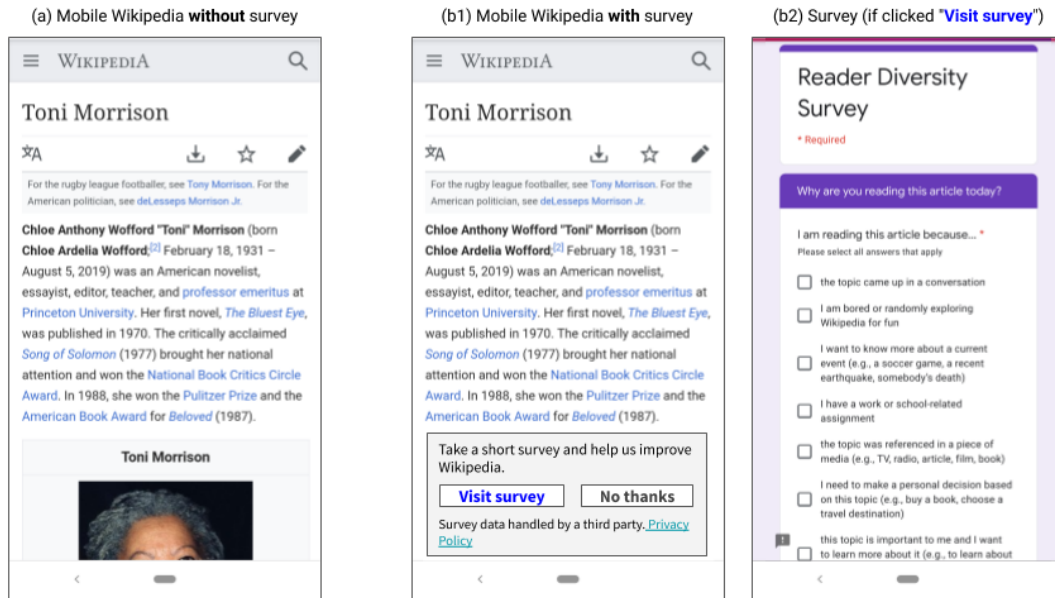 (a) Mobile Wikipedia without survey
WIKIPEDIA
Toni Morrison
For the rugby league footballer, see Tony Morrison. For the
American politician, see deLesseps Morrison Jr.
Chloe Anthony Wofford "Toni" Morrison (born
Chloe Ardelia Wofford;[2] February 18, 1931 –
August 5, 2019) was an American novelist,
essayist, editor, teacher, and professor emeritus at
Princeton University. Her first novel, The Bluest Eye,
was published in 1970. The critically acclaimed
Song of Solomon (1977) brought her national
attention and won the National Book Critics Circle
Award. In 1988, she won the Pulitzer Prize and the
American Book Award for Beloved (1987).
Toni Morrison
(b1) Mobile Wikipedia with survey
WIKIPEDIA
Toni Morrison
For the rugby league footballer, see Tony Morrison. For the
American politician, see deLesseps Morrison Jr.
Chloe Anthony Wofford "Toni" Morrison (born
Chloe Ardelia Wofford;[2] February 18, 1931 –
August 5, 2019) was an American novelist,
essayist, editor, teacher, and professor emeritus at
Princeton University. Her first novel, The Bluest Eye,
was published in 1970. The critically acclaimed
Song of Solomon (1977) brought her national
attention and won the National Book Critics Circle
Award. In 1988, she won the Pulitzer Prize and the
American Book Award for Beloved (1987).
Take a short survey and help us improve
Wikipedia.
Visit survey No thanks
Survey data handled by a third party. Privacy
Policy
(b2) Survey (if clicked "Visit survey")
Reader Diversity
Survey
* Required
Why are you reading this article today?
I am reading this article because... *
Please select all answers that apply
the topic came up in a conversation
I am bored or randomly exploring
Wikipedia for fun
I want to know more about a current
event (e.g., a soccer game, a recent
earthquake, somebody's death)
I have a work or school-related
assignment
the topic was referenced in a piece of
media (e.g., TV, radio, article, film, book)
I need to make a personal decision based
on this topic (e.g., buy a book, choose a
travel destination)
this topic is important to me and I want
to learn more about it (e.g., to learn about